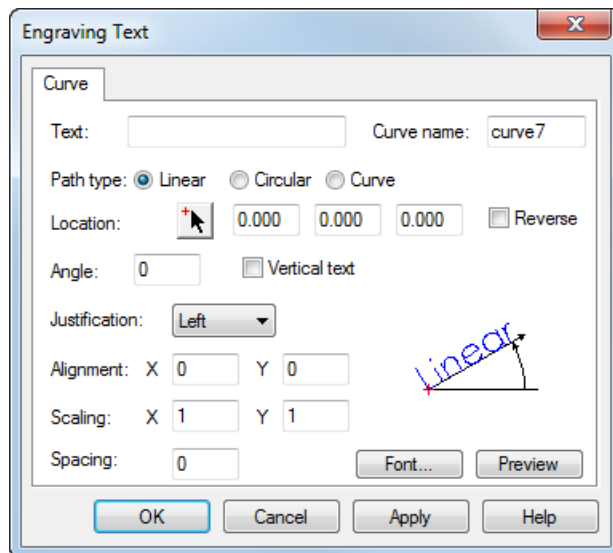 Engraving Text
Curve
Text: Curve name: curve7
Path type: Linear Circular Curve
Location: 0.000 0.000 0.000 Reverse
Angle: 0 Vertical text
Justification: Left
Linear
Alignment: X 0 Y 0
Scaling: X 1 Y 1
Spacing: 0 Font... Preview
OK Cancel Apply Help